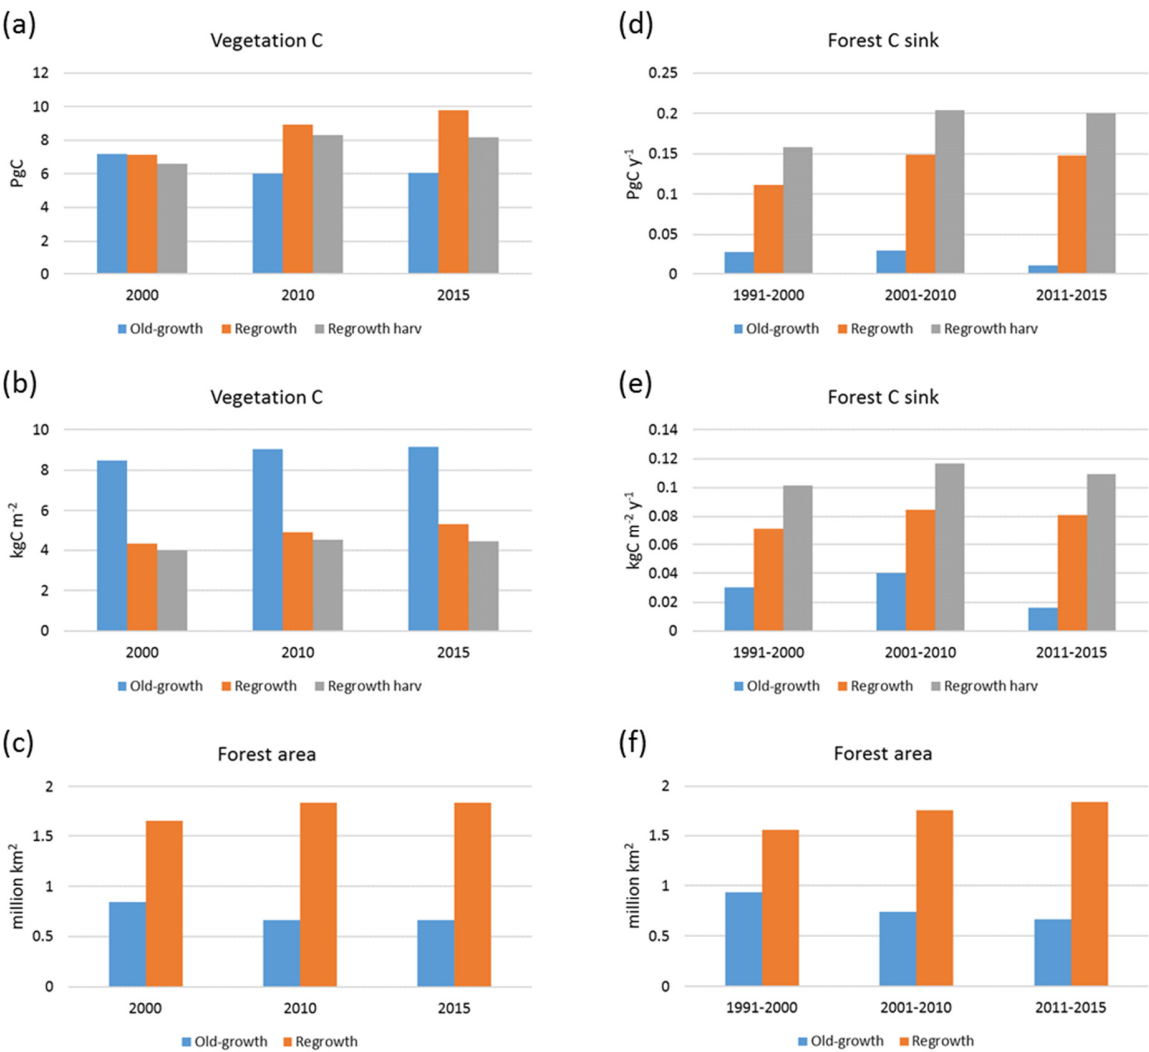 (a)
Vegetation C
12
10
8
6
4
2
0
PgC
2000 2010 2015
Old-growth Regrowth Regrowth harv
(d)
Forest C sink
0.25
0.2
0.15
0.1
0.05
0
PgC y-1
1991-2000 2001-2010 2011-2015
Old-growth Regrowth Regrowth harv
(b)
Vegetation C
10
8
6
4
2
0
kgC m-2
2000 2010 2015
Old-growth Regrowth Regrowth harv
(e)
Forest C sink
0.14
0.12
0.1
0.08
0.06
0.04
0.02
0
kgC m-2 y-1
1991-2000 2001-2010 2011-2015
Old-growth Regrowth Regrowth harv
(c)
Forest area
2
1.5
1
0.5
0
million km2
2000 2010 2015
Old-growth Regrowth
(f)
Forest area
2
1.5
1
0.5
0
million km2
1991-2000 2001-2010 2011-2015
Old-growth Regrowth